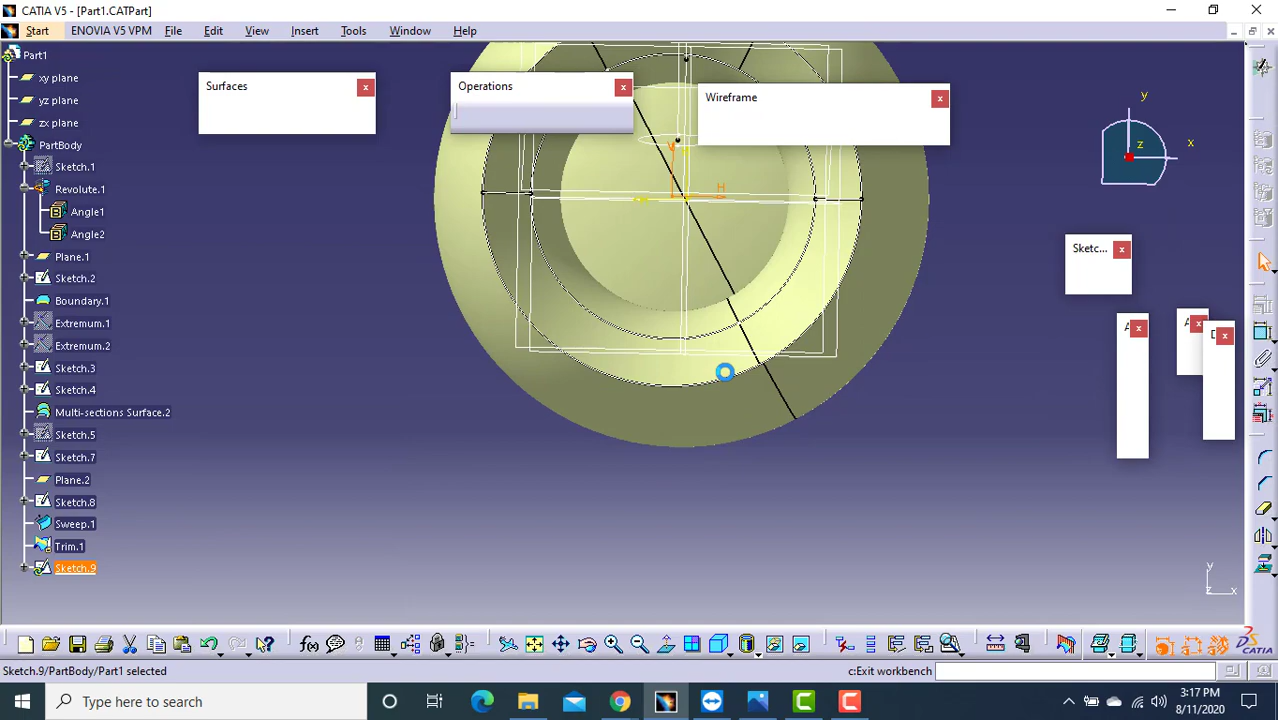 CATIA V5 - [Part1.CATPart]
Start ENOVIA V5 VPM File Edit View Insert Tools Window Help
Part1
xy plane
yz plane
zx plane
PartBody
Sketch.1
Revolute.1
Angle1
Angle2
Plane.1
Sketch.2
Boundary.1
Extremum.1
Extremum.2
Sketch.3
Sketch.4
Multi-sections Surface.2
Sketch.5
Sketch.7
Plane.2
Sketch.8
Sweep.1
Trim.1
Sketch.9
Surfaces
Operations
Wireframe
Sketc...
A
A
V
H
y
x
z
y
z
x
CATIA
Sketch.9/PartBody/Part1 selected
c:Exit workbench
Type here to search
3:17 PM
8/11/2020